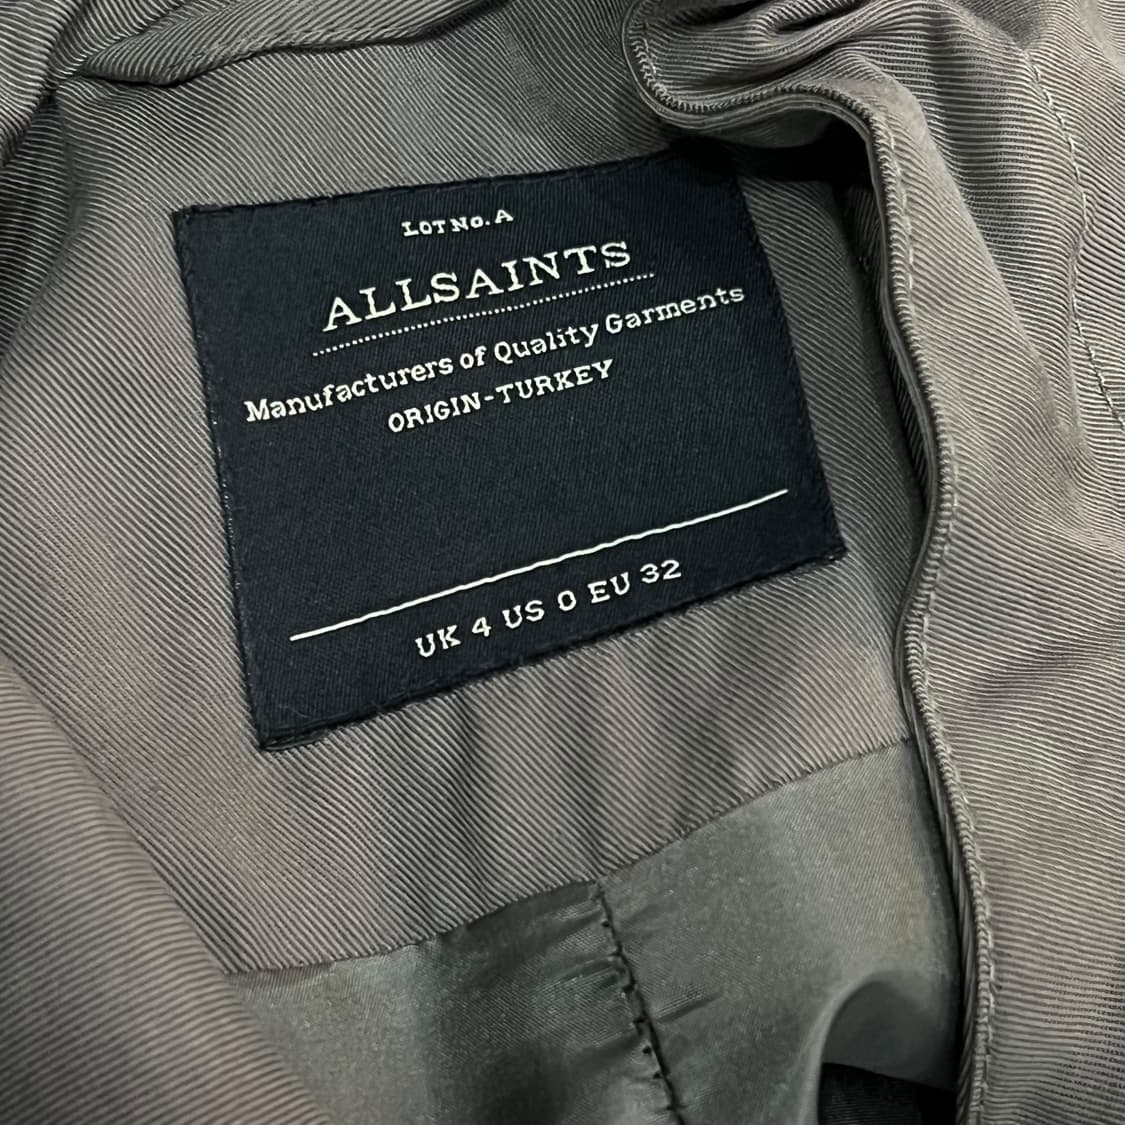 LOT NO. A
ALLSAINTS
Manufacturers of Quality Garments
ORIGIN-TURKEY
UK 4 US 0 EU 32